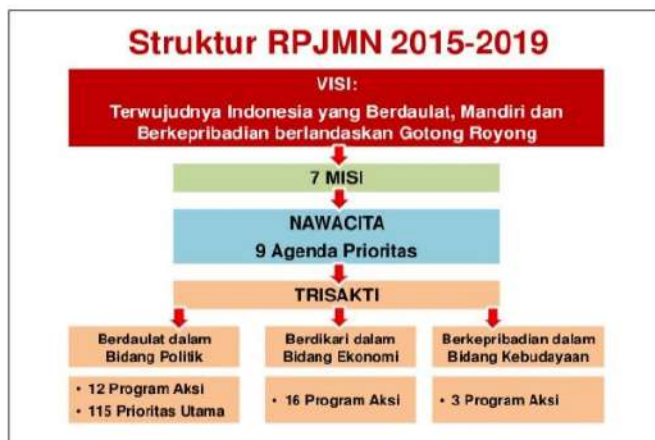 Struktur RPJMN 2015-2019
VISI:
Terwujudnya Indonesia yang Berdaulat, Mandiri dan
Berkepribadian berlandaskan Gotong Royong
7 MISI
NAWACITA
9 Agenda Prioritas
TRISAKTI
Berdaulat dalam
Bidang Politik
• 12 Program Aksi
• 115 Prioritas Utama
Berdikari dalam
Bidang Ekonomi
• 16 Program Aksi
Berkepribadian dalam
Bidang Kebudayaan
• 3 Program Aksi